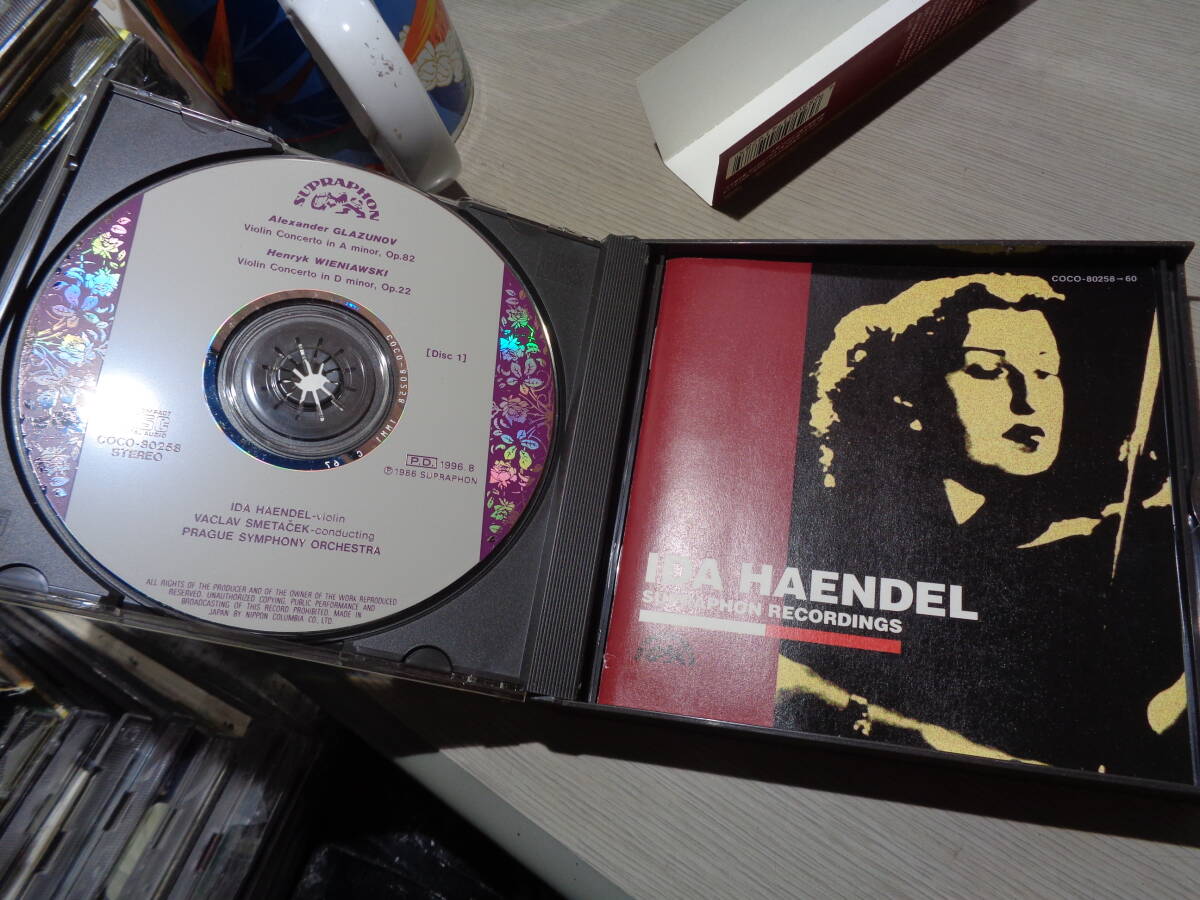 SUPRAPHON
Alexander GLAZUNOV
Violin Concerto in A minor, Op.82
Henryk WIENIAWSKI
Violin Concerto in D minor, Op.22
[Disc 1]
COCO-80258
STEREO
P.D. 1996.8
Ⓟ1986 SUPRAPHON
IDA HAENDEL-violin
VACLAV SMETAČEK-conducting
PRAGUE SYMPHONY ORCHESTRA
ALL RIGHTS OF THE PRODUCER AND OF THE OWNER OF THE WORK REPRODUCED
RESERVED. UNAUTHORIZED COPYING, PUBLIC PERFORMANCE AND
BROADCASTING OF THIS RECORD PROHIBITED. MADE IN
JAPAN BY NIPPON COLUMBIA CO., LTD.
COCO-80258→60
IDA HAENDEL
SUPRAPHON RECORDINGS